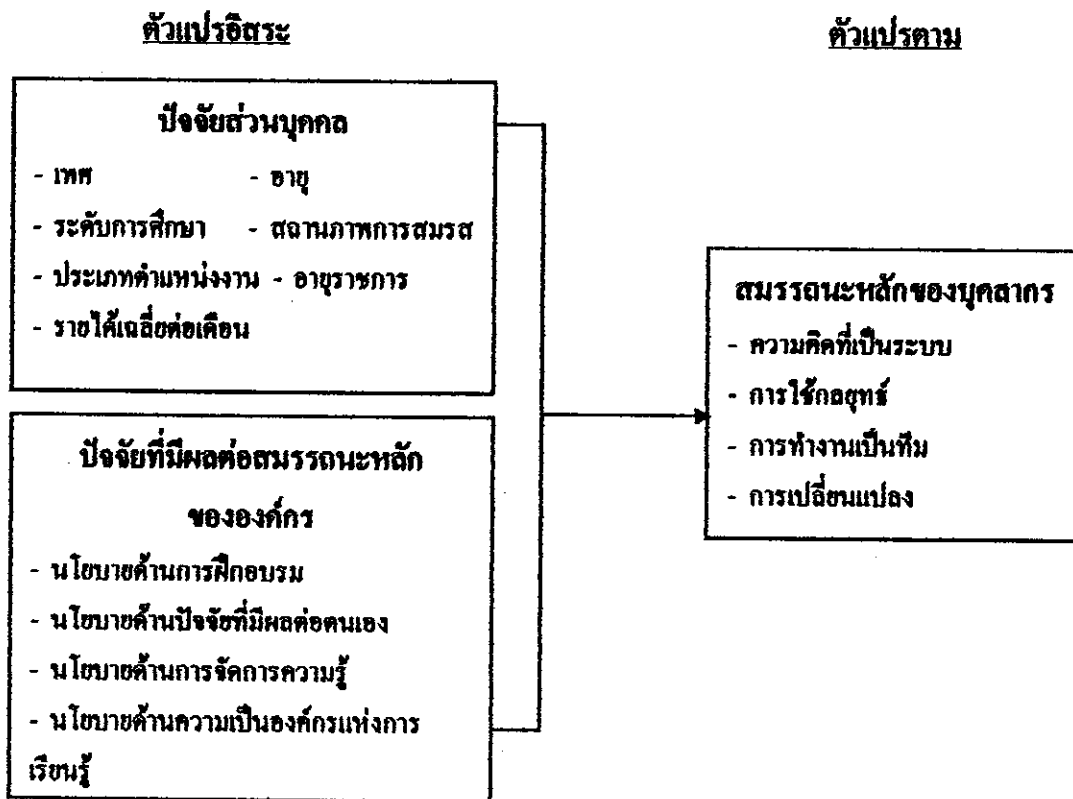 ตัวแปรอิสระ
ปัจจัยส่วนบุคคล
- เพศ - อายุ
- ระดับการศึกษา - สถานภาพการสมรส
- ประเภทตำแหน่งงาน - อายุราชการ
- รายได้เฉลี่ยต่อเดือน
ปัจจัยที่มีผลต่อสมรรถนะหลัก
ขององค์กร
- นโยบายด้านการฝึกอบรม
- นโยบายด้านปัจจัยที่มีผลต่อตนเอง
- นโยบายด้านการจัดการความรู้
- นโยบายด้านความเป็นองค์กรแห่งการ
เรียนรู้
ตัวแปรตาม
สมรรถนะหลักของบุคลากร
- ความคิดที่เป็นระบบ
- การใช้กลยุทธ์
- การทำงานเป็นทีม
- การเปลี่ยนแปลง